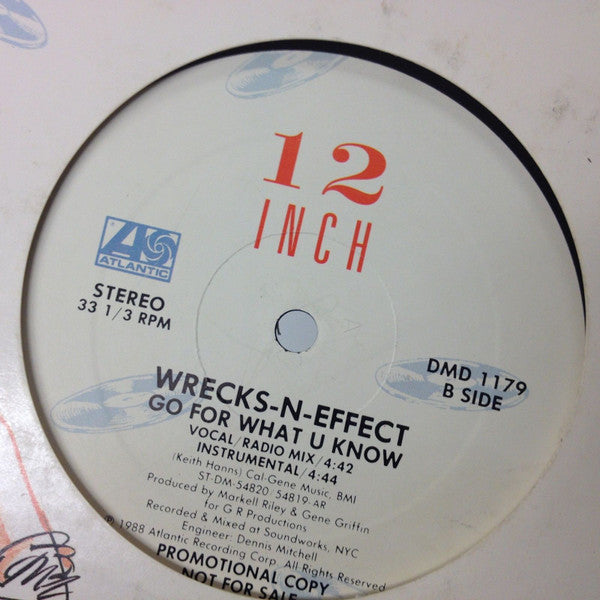 12
INCH
ATLANTIC
STEREO
33 1/3 RPM
DMD 1179
B SIDE
WRECKS-N-EFFECT
GO FOR WHAT U KNOW
VOCAL/RADIO MIX/4:42
INSTRUMENTAL/4:44
(Keith Hanns) Cal-Gene Music, BMI
ST-DM-54820/54819-AR
Produced by Markell Riley & Gene Griffin
for G R Productions
Recorded & Mixed at Soundworks, NYC
Engineer: Dennis Mitchell
℗ 1988 Atlantic Recording Corp. All Rights Reserved
PROMOTIONAL COPY
NOT FOR SALE